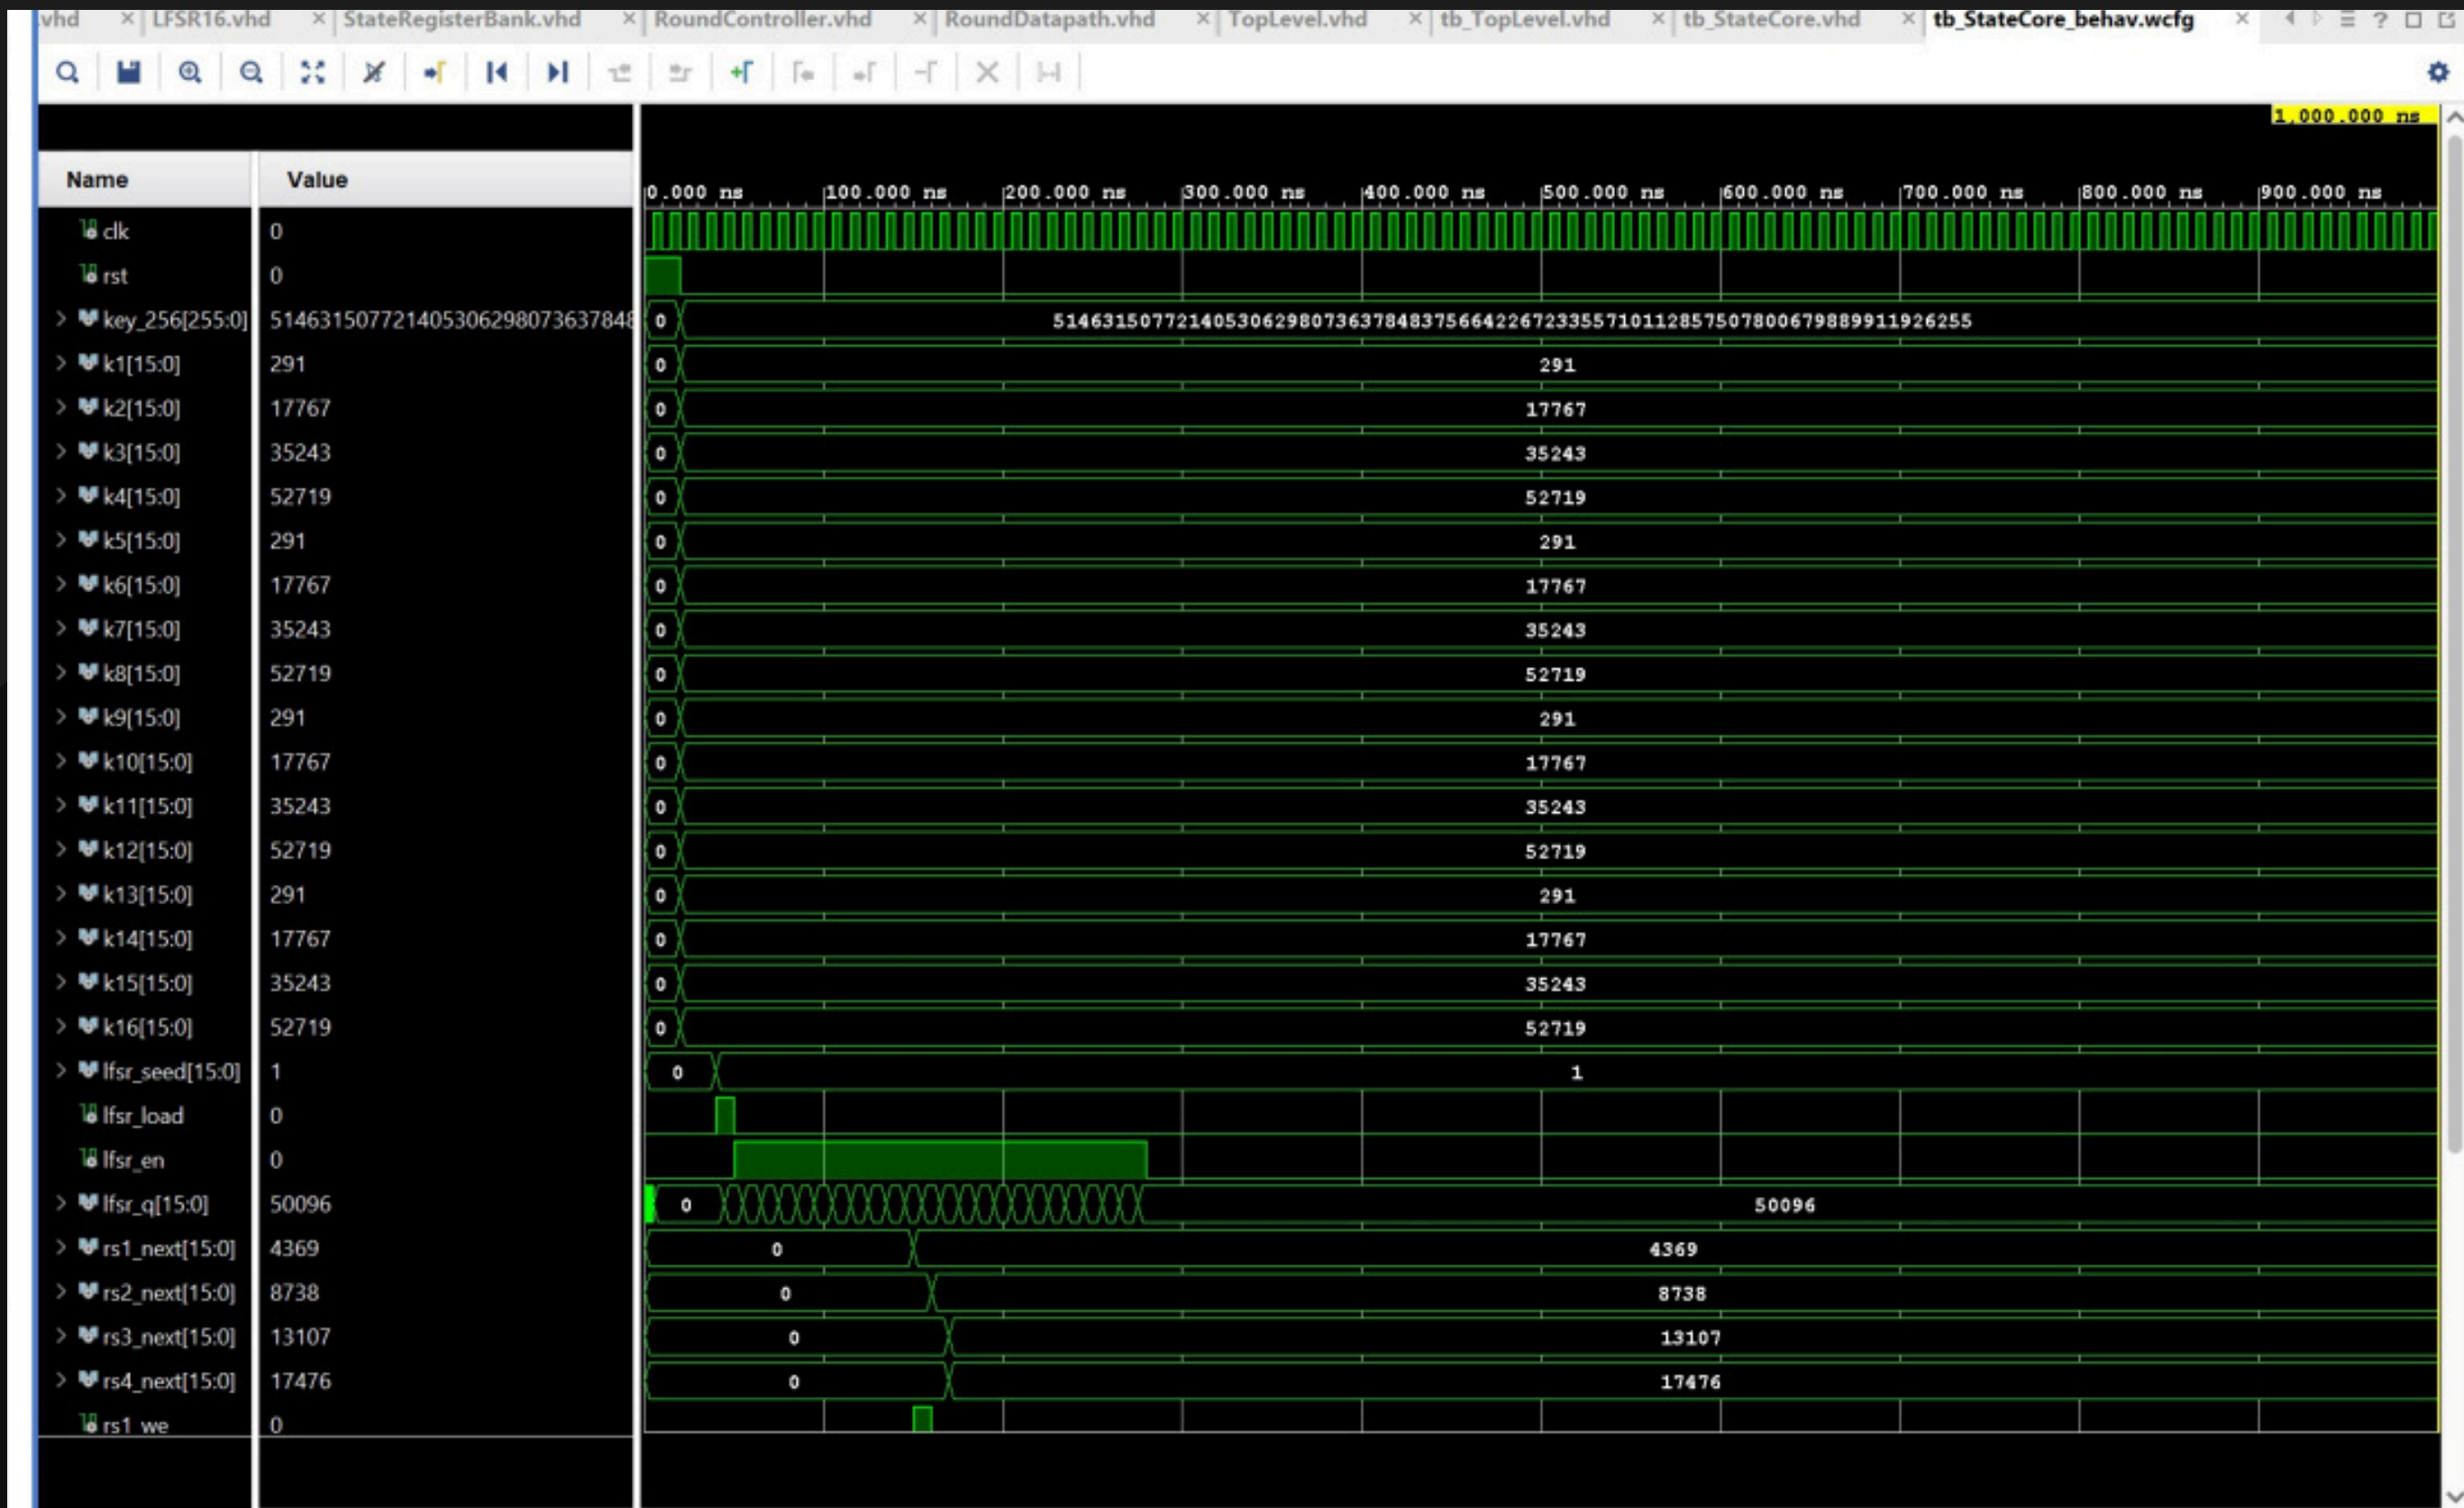 .vhd × LFSR16.vhd × StateRegisterBank.vhd × RoundController.vhd × RoundDatapath.vhd × TopLevel.vhd × tb_TopLevel.vhd × tb_StateCore.vhd × tb_StateCore_behav.wcfg ×
1,000.000 ns
Name Value
0.000 ns 100.000 ns 200.000 ns 300.000 ns 400.000 ns 500.000 ns 600.000 ns 700.000 ns 800.000 ns 900.000 ns
clk 0
rst 0
key_256[255:0] 51463150772140530629807363784 0 51463150772140530629807363784837566422672335571011285750780067988991192625​5
k1[15:0] 291 0 291
k2[15:0] 17767 0 17767
k3[15:0] 35243 0 35243
k4[15:0] 52719 0 52719
k5[15:0] 291 0 291
k6[15:0] 17767 0 17767
k7[15:0] 35243 0 35243
k8[15:0] 52719 0 52719
k9[15:0] 291 0 291
k10[15:0] 17767 0 17767
k11[15:0] 35243 0 35243
k12[15:0] 52719 0 52719
k13[15:0] 291 0 291
k14[15:0] 17767 0 17767
k15[15:0] 35243 0 35243
k16[15:0] 52719 0 52719
lfsr_seed[15:0] 1 0 1
lfsr_load 0
lfsr_en 0
lfsr_q[15:0] 50096 0 50096
rs1_next[15:0] 4369 0 4369
rs2_next[15:0] 8738 0 8738
rs3_next[15:0] 13107 0 13107
rs4_next[15:0] 17476 0 17476
rs1_we 0